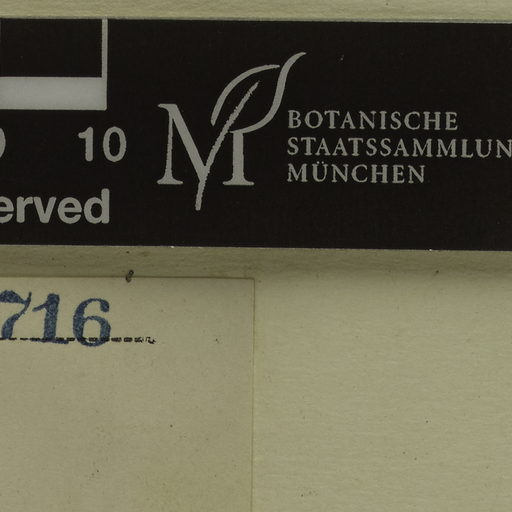 10
BOTANISCHE
STAATSSAMMLUN
MÜNCHEN
erved
716